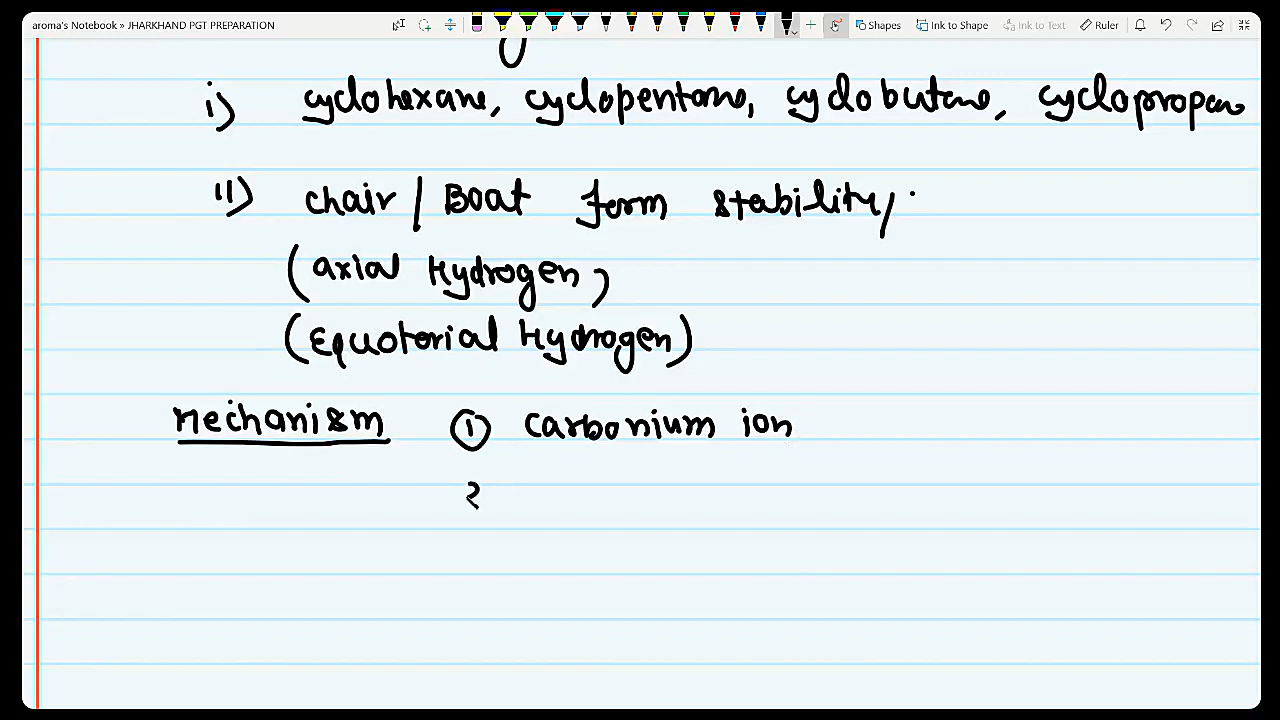 aroma's Notebook » JHARKHAND PGT PREPARATION
Shapes Ink to Shape Ink to Text Ruler
i) cyclohexane, cyclopentane, cyclobutane, cyclopropane
ii) chair / Boat form stability/
(axial Hydrogen,
(Equotorial Hydrogen)
Mechanism ① carbonium ion
2